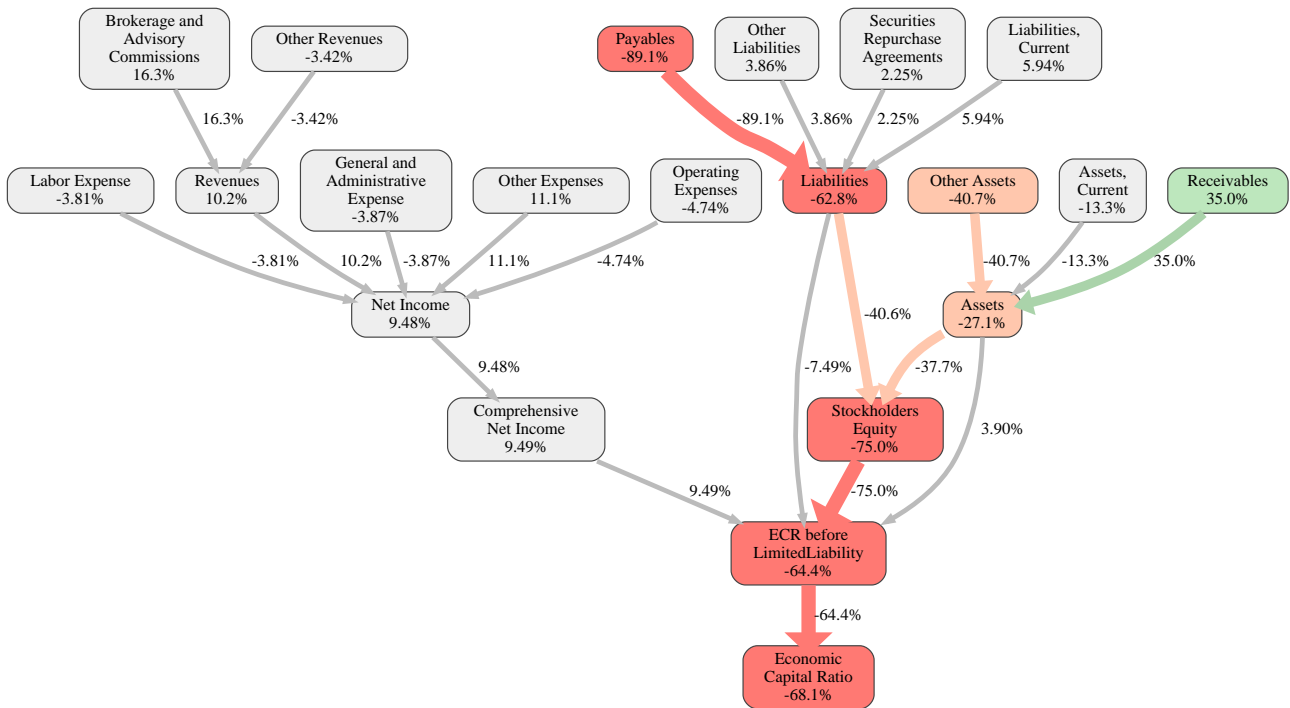 Brokerage and
Advisory
Commissions
16.3%
Other Revenues
-3.42%
Payables
-89.1%
Other
Liabilities
3.86%
Securities
Repurchase
Agreements
2.25%
Liabilities,
Current
5.94%
16.3%
-3.42%
-89.1%
3.86%
2.25%
5.94%
Labor Expense
-3.81%
Revenues
10.2%
General and
Administrative
Expense
-3.87%
Other Expenses
11.1%
Operating
Expenses
-4.74%
Liabilities
-62.8%
Other Assets
-40.7%
Assets,
Current
-13.3%
Receivables
35.0%
-3.81%
10.2%
-3.87%
11.1%
-4.74%
-40.7%
-13.3%
35.0%
Net Income
9.48%
-40.6%
Assets
-27.1%
9.48%
-7.49%
-37.7%
Comprehensive
Net Income
9.49%
Stockholders
Equity
-75.0%
3.90%
9.49%
-75.0%
ECR before
LimitedLiability
-64.4%
-64.4%
Economic
Capital Ratio
-68.1%